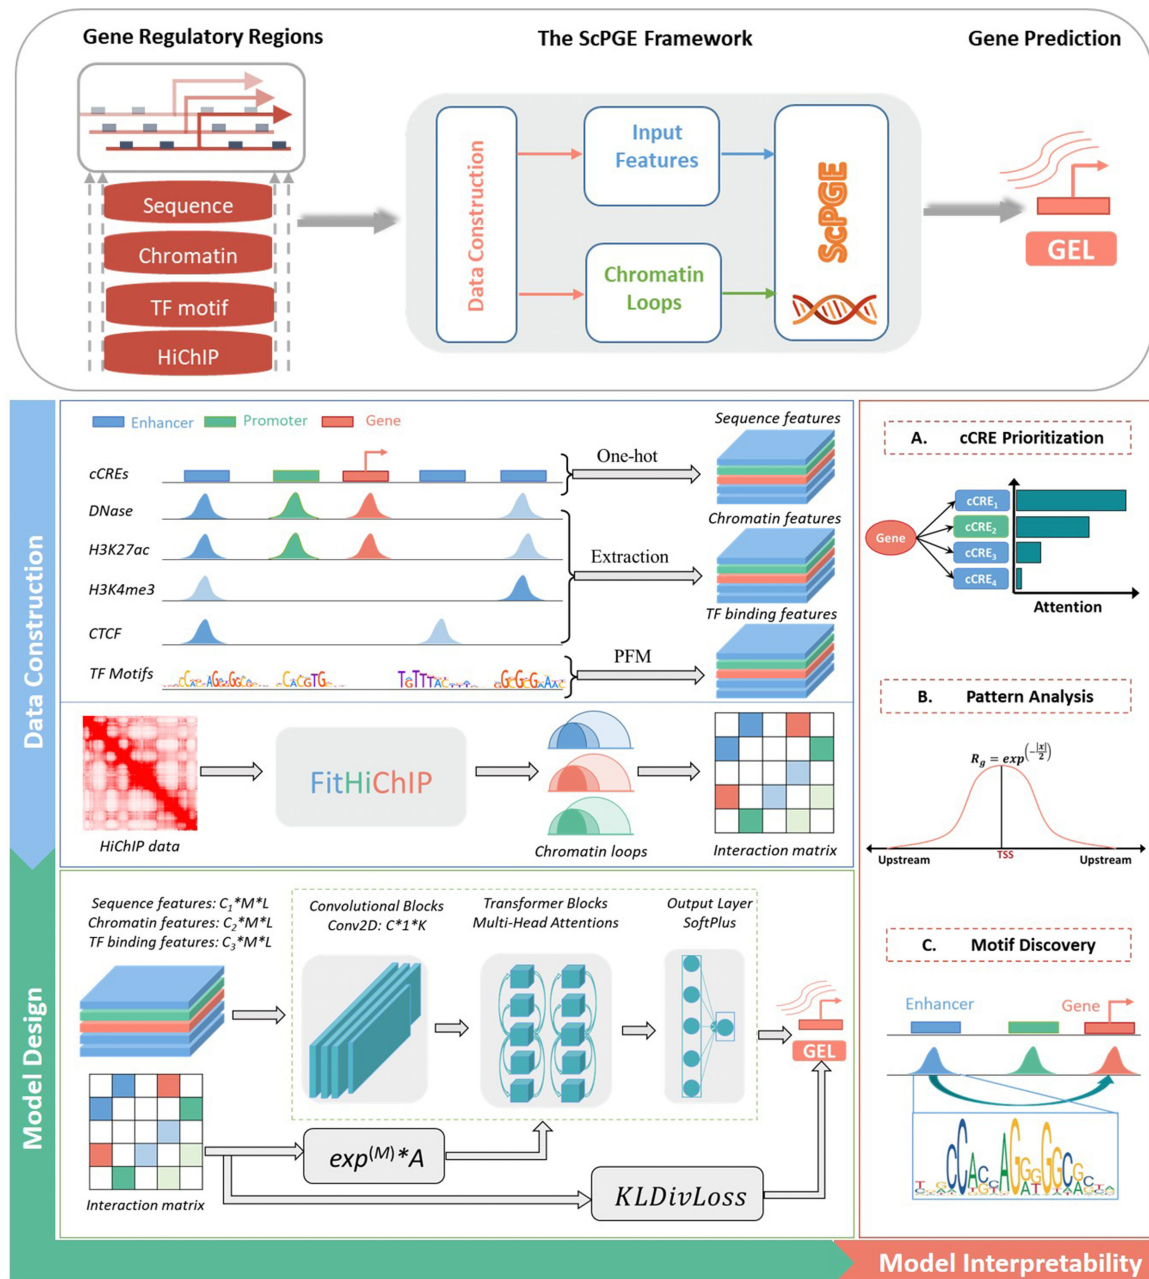 Gene Regulatory Regions
The ScPGE Framework
Gene Prediction
Sequence
Chromatin
TF motif
HiChIP
Data Construction
Input
Features
Chromatin
Loops
ScPGE
GEL
Data Construction
Enhancer
Promoter
Gene
cCREs
DNase
H3K27ac
H3K4me3
CTCF
TF Motifs
One-hot
Extraction
PFM
Sequence features
Chromatin features
TF binding features
HiChIP data
FitHiChIP
Chromatin loops
Interaction matrix
Model Design
Sequence features: C₁*M*L
Chromatin features: C₂*M*L
TF binding features: C₃*M*L
Convolutional Blocks
Conv2D: C*1*K
Transformer Blocks
Multi-Head Attentions
Output Layer
SoftPlus
GEL
Interaction matrix
exp⁽ᴹ⁾*A
KLDivLoss
A. cCRE Prioritization
Gene
cCRE₁
cCRE₂
cCRE₃
cCRE₄
Attention
B. Pattern Analysis
R_g = exp^(-|x|/2)
Upstream
TSS
Upstream
C. Motif Discovery
Enhancer
Gene
Model Interpretability